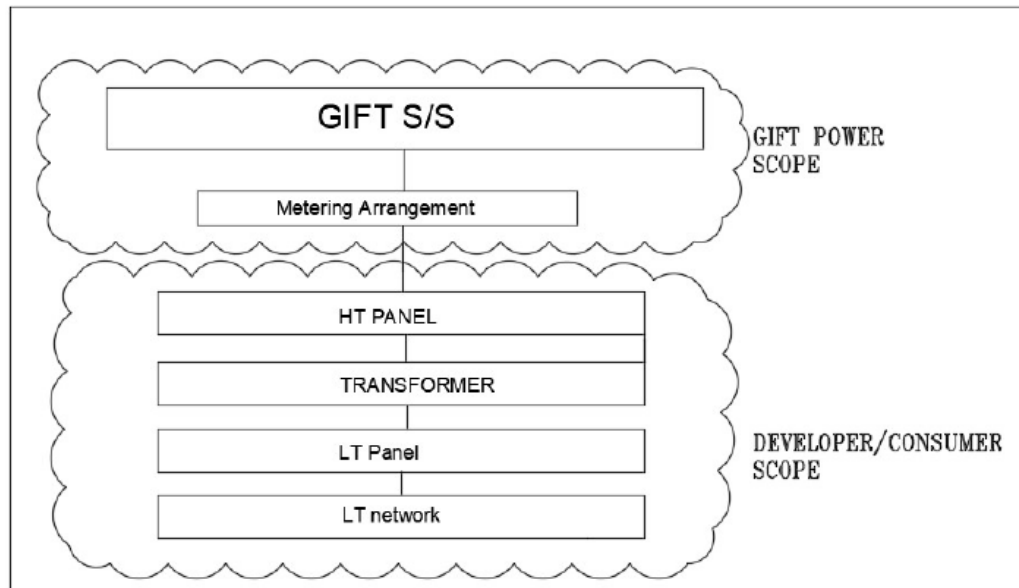 GIFT S/S
GIFT POWER
SCOPE
Metering Arrangement
HT PANEL
TRANSFORMER
LT Panel
DEVELOPER/CONSUMER
SCOPE
LT network